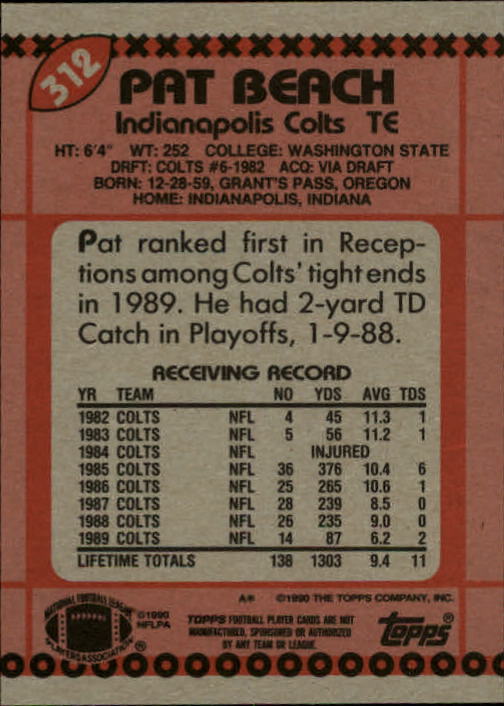 312
PAT BEACH
Indianapolis Colts TE
HT: 6'4" WT: 252 COLLEGE: WASHINGTON STATE
DRFT: COLTS #6-1982 ACQ: VIA DRAFT
BORN: 12-28-59, GRANT'S PASS, OREGON
HOME: INDIANAPOLIS, INDIANA
Pat ranked first in Recep-
tions among Colts' tight ends
in 1989. He had 2-yard TD
Catch in Playoffs, 1-9-88.
RECEIVING RECORD
YR TEAM NO YDS AVG TDS
1982 COLTS NFL 4 45 11.3 1
1983 COLTS NFL 5 56 11.2 1
1984 COLTS NFL INJURED
1985 COLTS NFL 36 376 10.4 6
1986 COLTS NFL 25 265 10.6 1
1987 COLTS NFL 28 239 8.5 0
1988 COLTS NFL 26 235 9.0 0
1989 COLTS NFL 14 87 6.2 2
LIFETIME TOTALS 138 1303 9.4 11
A* ©1990 THE TOPPS COMPANY, INC.
NATIONAL FOOTBALL LEAGUE
PLAYERS ASSOCIATION ®
©1990
NFLPA
TOPPS FOOTBALL PLAYER CARDS ARE NOT
MANUFACTURED, SPONSORED OR AUTHORIZED
BY ANY TEAM OR LEAGUE.
topps®